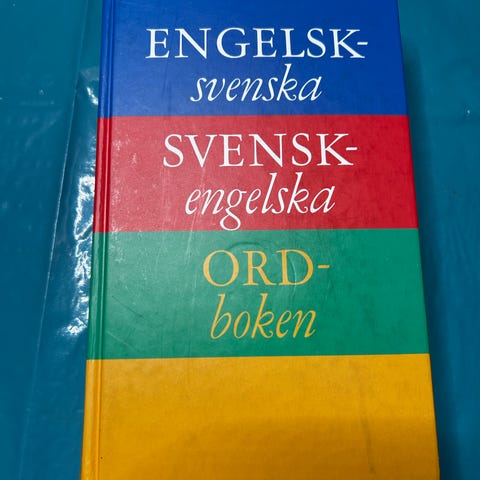 ENGELSK-
svenska
SVENSK-
engelska
ORD-
boken